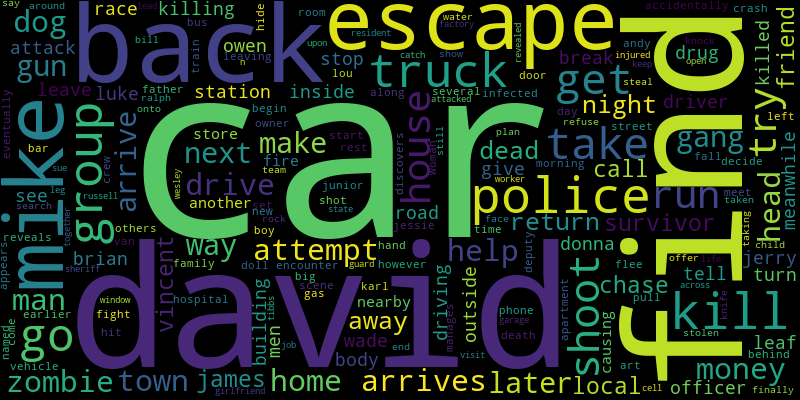 say around lead race killing hide back escape accidentally crash
dog bus room water factory
attack bill train leaving owen upon resident revealed friend
gun n stop lou truck catch show break andy injured knock open drug killed
luke station inside door get keep steal
leave father ralph onto along several infected night driver try
eventually mike group bar arrive store begin owner make attacked dead day refuse street gang left
next fire start rest still plan morning take fall decide
sue leg team discovers house women give worker call meanwhile head
see crew drive wesley junior car police find run meet taken
search russell another set new shot state jessie road face time return survivor
together others rock boy hand deputy donna taking
reveals van way attempt help offer life child
appears brian sheriff family doll encounter however outside flee tell jerry
man vincent david big guard driving shoot chase across turn
window hospital gas scene karl nearby phone apartment pull knife kill
earlier fight building men tibbs away manages garage causing stolen leaf
go hit wade death behind
named come vehicle job end body visit art money
zombie town james girlfriend home arrives later local cell officer finally